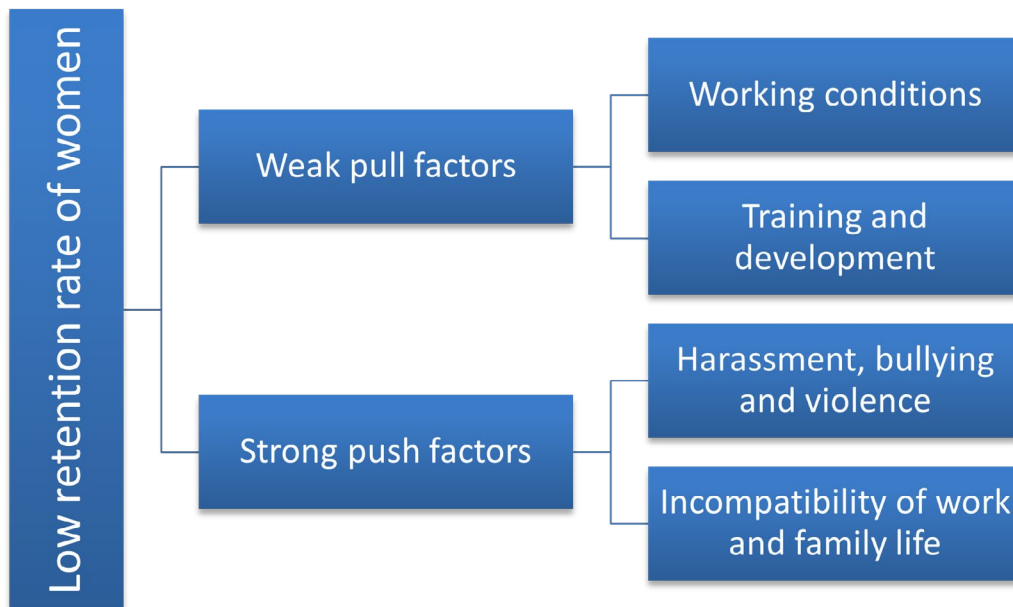 Low retention rate of women
Weak pull factors
Working conditions
Training and
development
Strong push factors
Harassment, bullying
and violence
Incompatibility of work
and family life